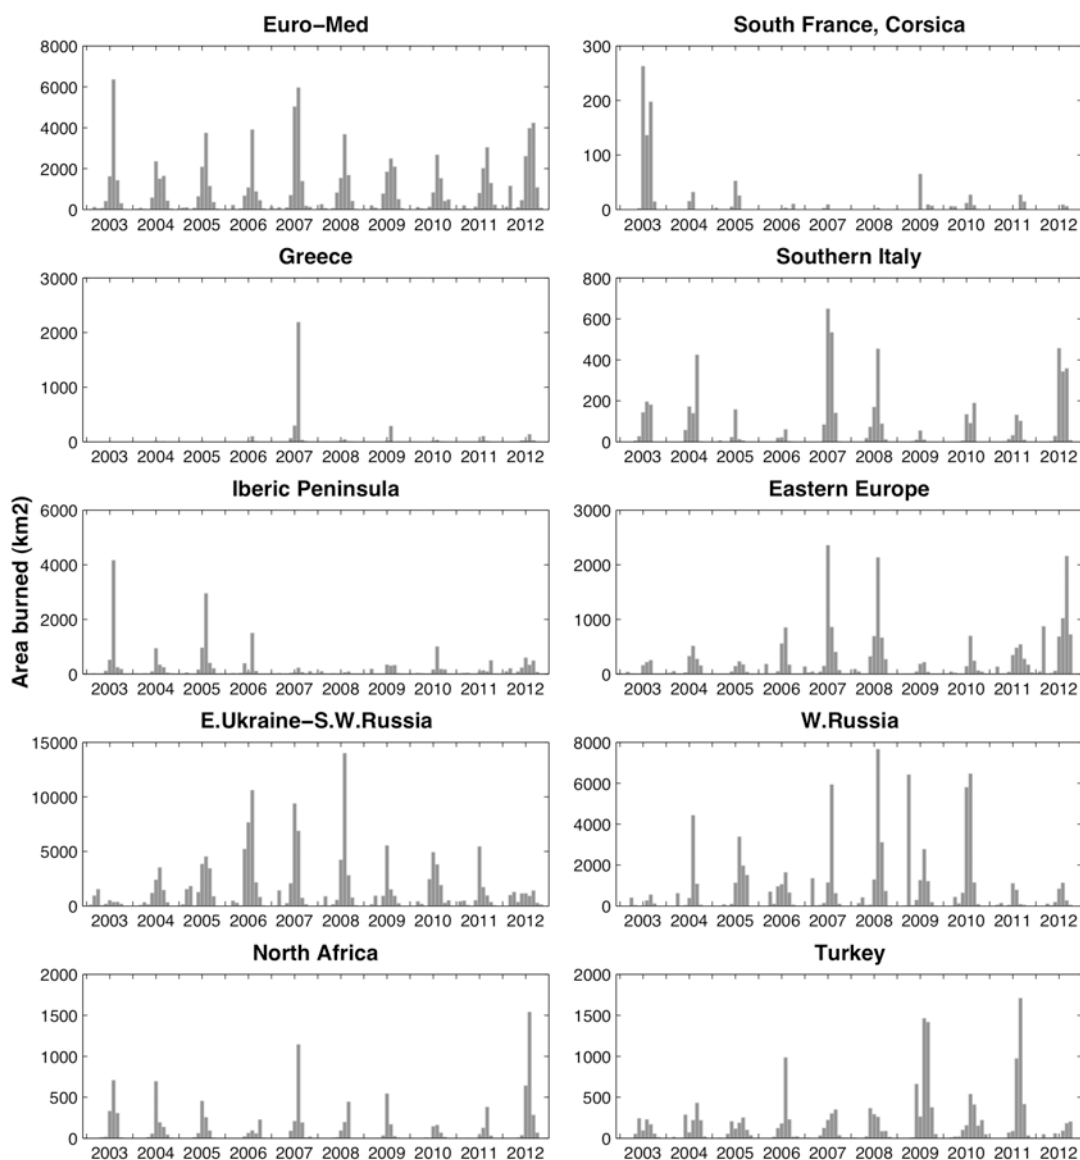 Euro–Med
8000
6000
4000
2000
0
2003 2004 2005 2006 2007 2008 2009 2010 2011 2012
South France, Corsica
300
200
100
0
2003 2004 2005 2006 2007 2008 2009 2010 2011 2012
Greece
3000
2000
1000
0
2003 2004 2005 2006 2007 2008 2009 2010 2011 2012
Southern Italy
800
600
400
200
0
2003 2004 2005 2006 2007 2008 2009 2010 2011 2012
Area burned (km2)
Iberic Peninsula
6000
4000
2000
0
2003 2004 2005 2006 2007 2008 2009 2010 2011 2012
Eastern Europe
3000
2000
1000
0
2003 2004 2005 2006 2007 2008 2009 2010 2011 2012
E.Ukraine–S.W.Russia
15000
10000
5000
0
2003 2004 2005 2006 2007 2008 2009 2010 2011 2012
W.Russia
8000
6000
4000
2000
0
2003 2004 2005 2006 2007 2008 2009 2010 2011 2012
North Africa
2000
1500
1000
500
0
2003 2004 2005 2006 2007 2008 2009 2010 2011 2012
Turkey
2000
1500
1000
500
0
2003 2004 2005 2006 2007 2008 2009 2010 2011 2012